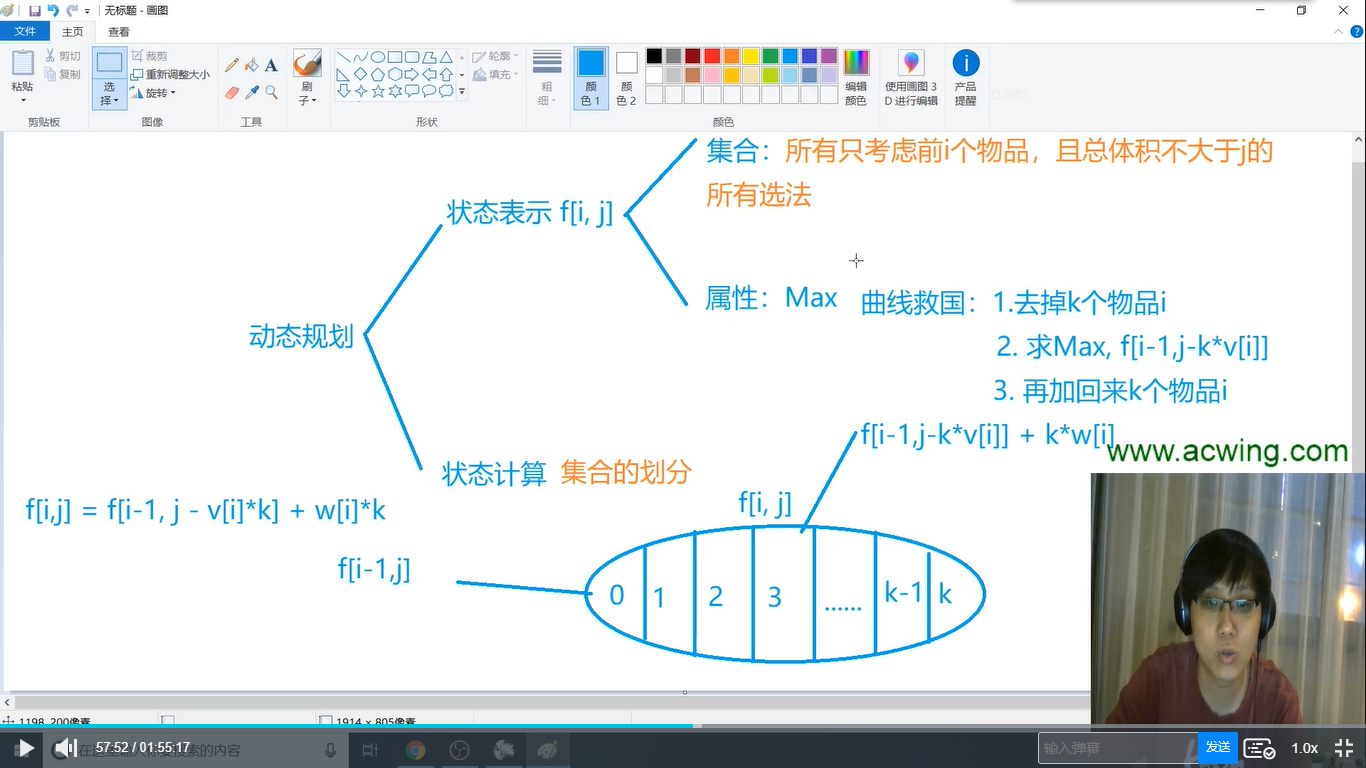 无标题 - 画图
文件 主页 查看
粘贴
剪切
复制
剪贴板
选择
裁剪
重新调整大小
旋转
图像
A
工具
刷子
形状
轮廓
填充
粗细
颜色 1
颜色 2
颜色
编辑颜色
使用画图 3D 进行编辑
产品提醒
集合：所有只考虑前i个物品，且总体积不大于j的
所有选法
状态表示 f[i, j]
属性：Max
曲线救国：1.去掉k个物品i
2. 求Max, f[i-1,j-k*v[i]]
3. 再加回来k个物品i
动态规划
f[i-1,j-k*v[i]] + k*w[i]
www.acwing.com
状态计算 集合的划分
f[i, j]
f[i,j] = f[i-1, j - v[i]*k] + w[i]*k
f[i-1,j]
0 1 2 3 ...... k-1 k
1198, 200像素
1914 × 805像素
57:52 / 01:55:17
输入弹幕
发送
1.0x